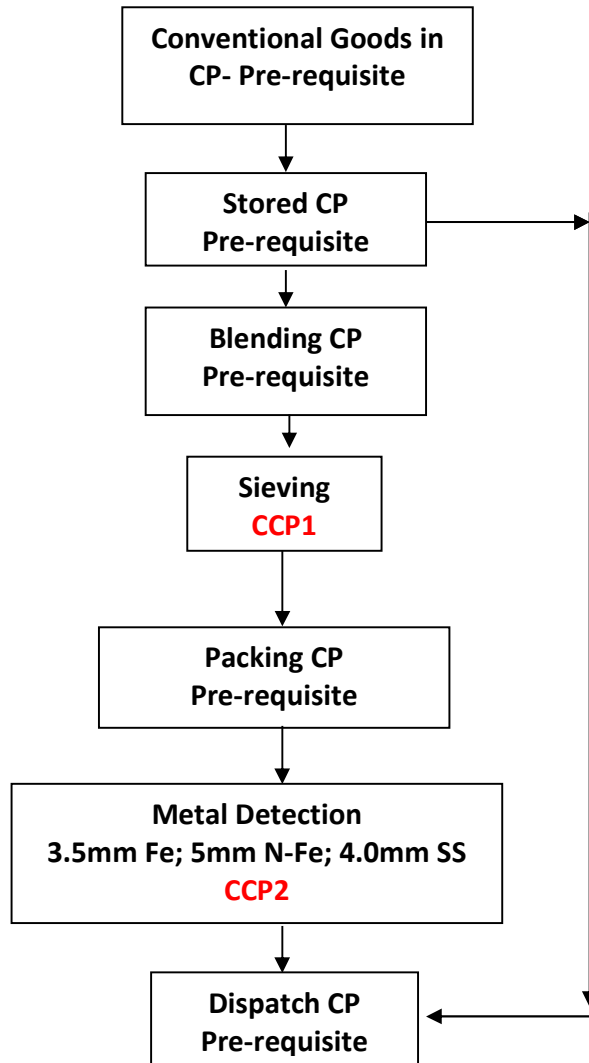 Conventional Goods in
CP- Pre-requisite
Stored CP
Pre-requisite
Blending CP
Pre-requisite
Sieving
CCP1
Packing CP
Pre-requisite
Metal Detection
3.5mm Fe; 5mm N-Fe; 4.0mm SS
CCP2
Dispatch CP
Pre-requisite